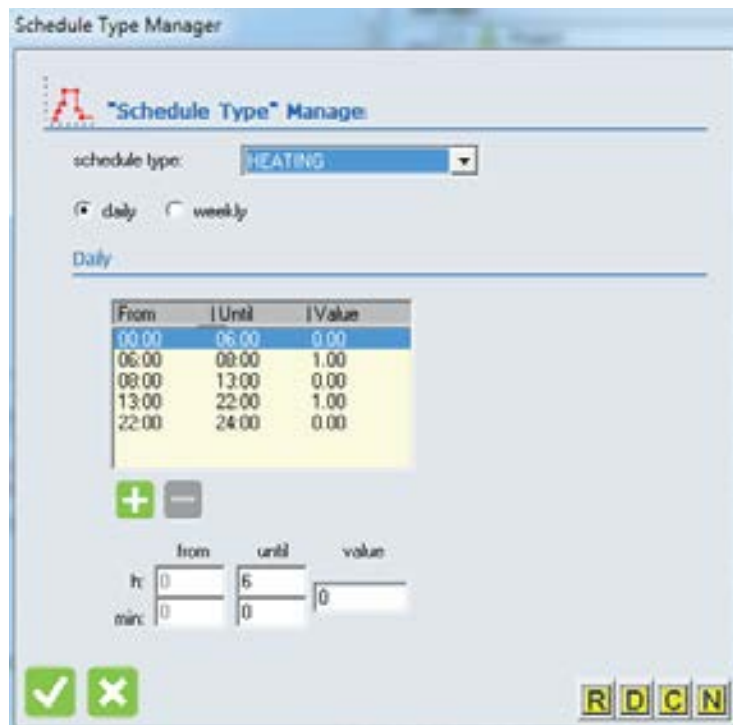 Schedule Type Manager
"Schedule Type" Manage
schedule type: HEATING
daily weekly
Daily
From | Until | Value
00:00 06:00 0.00
06:00 08:00 1.00
08:00 13:00 0.00
13:00 22:00 1.00
22:00 24:00 0.00
from until value
h: 0 6 0
min: 0 0
R D C N